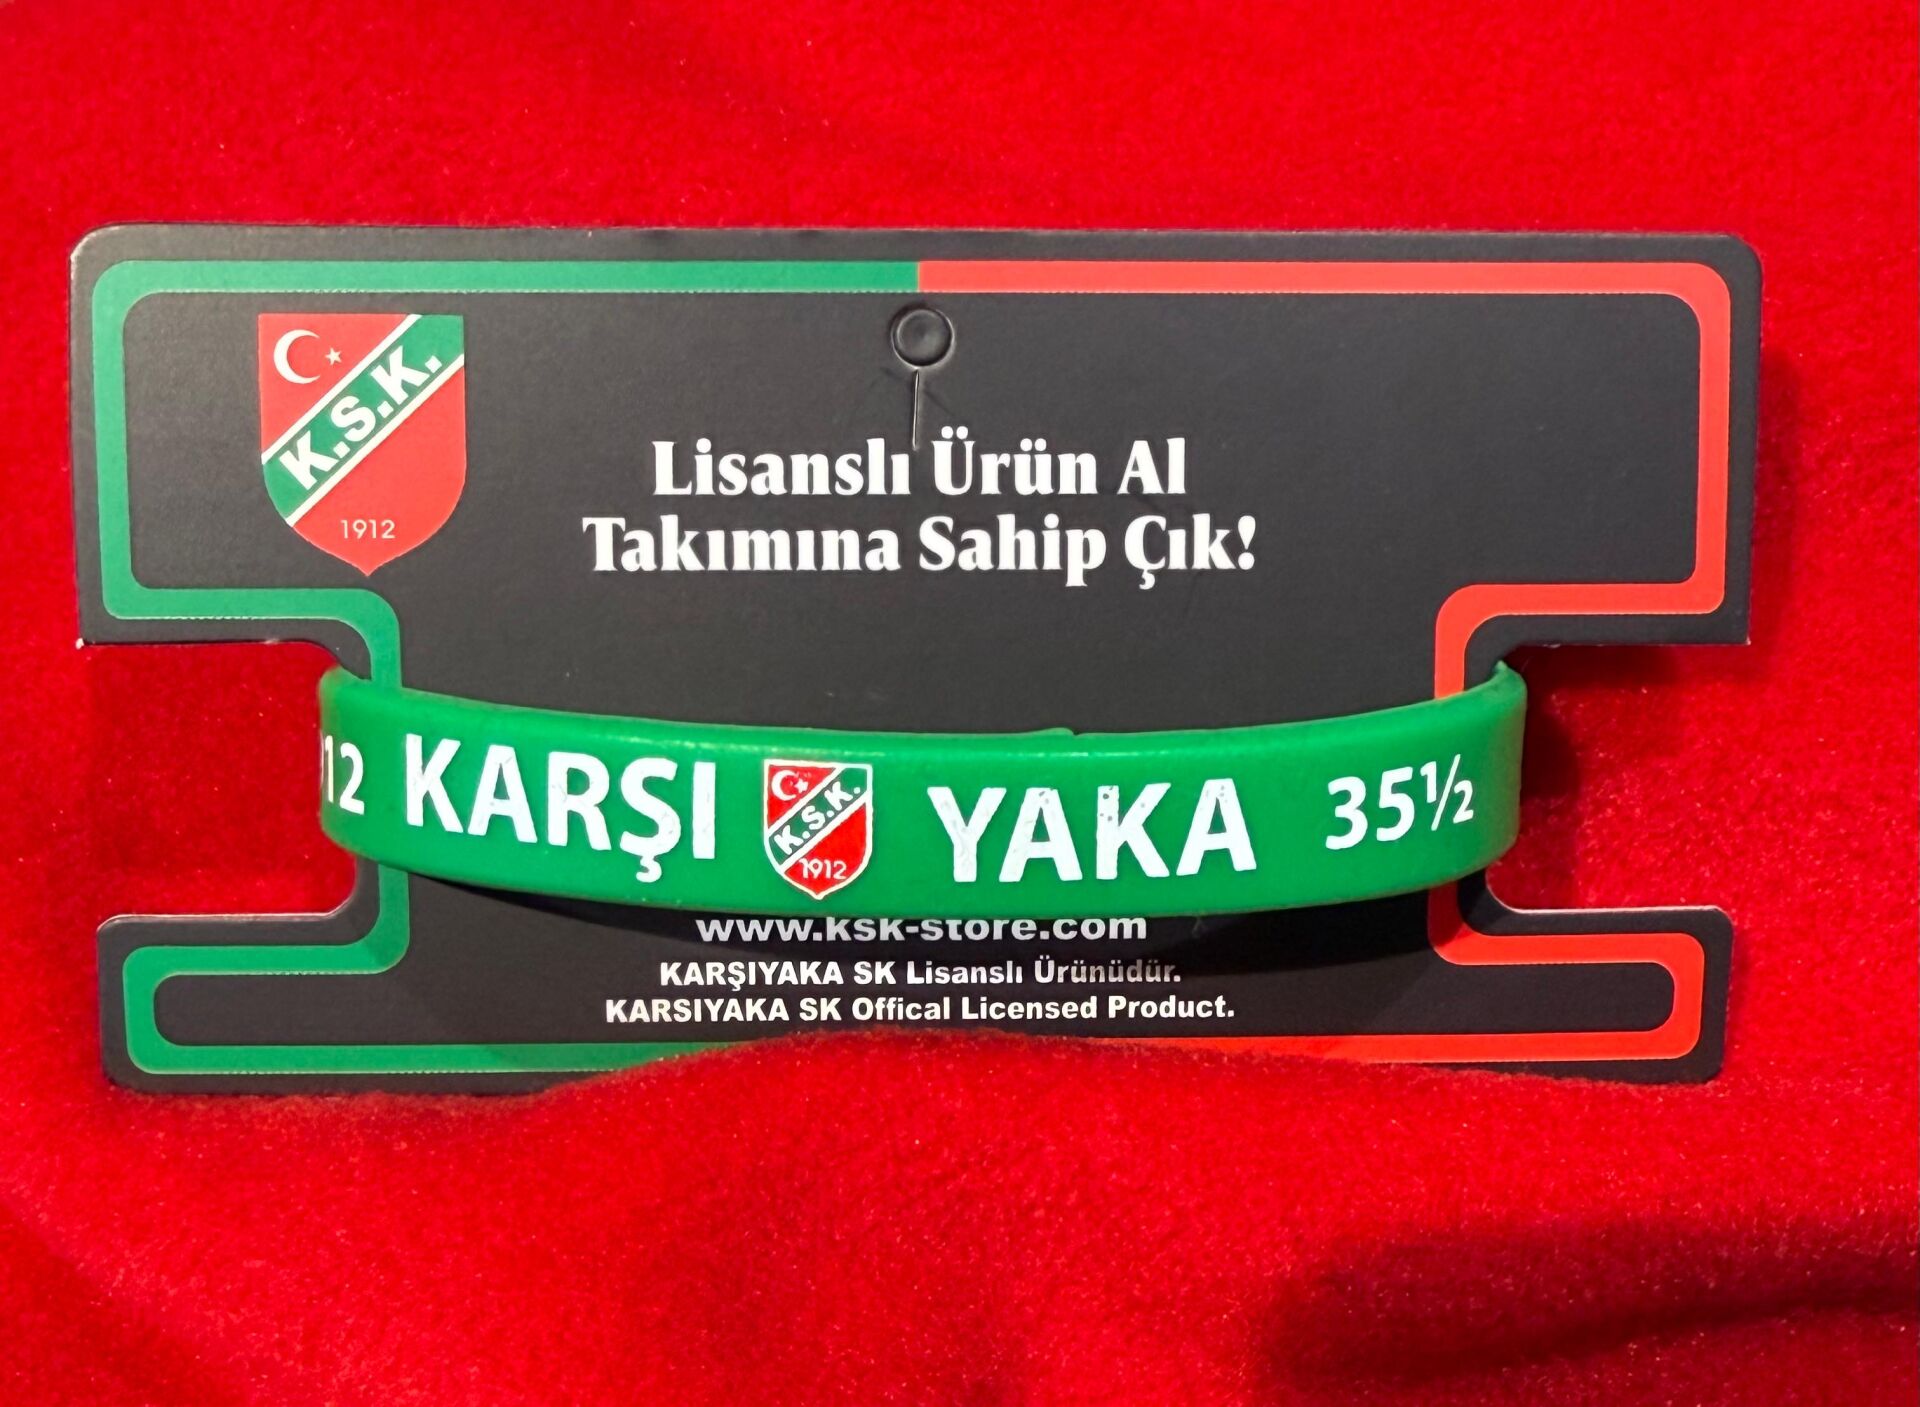 K.S.K.
1912
Lisanslı Ürün Al
Takımına Sahip Çık!
12 KARŞI K.S.K. 1912 YAKA 35½
www.ksk-store.com
KARŞIYAKA SK Lisanslı Ürünüdür.
KARSIYAKA SK Offical Licensed Product.